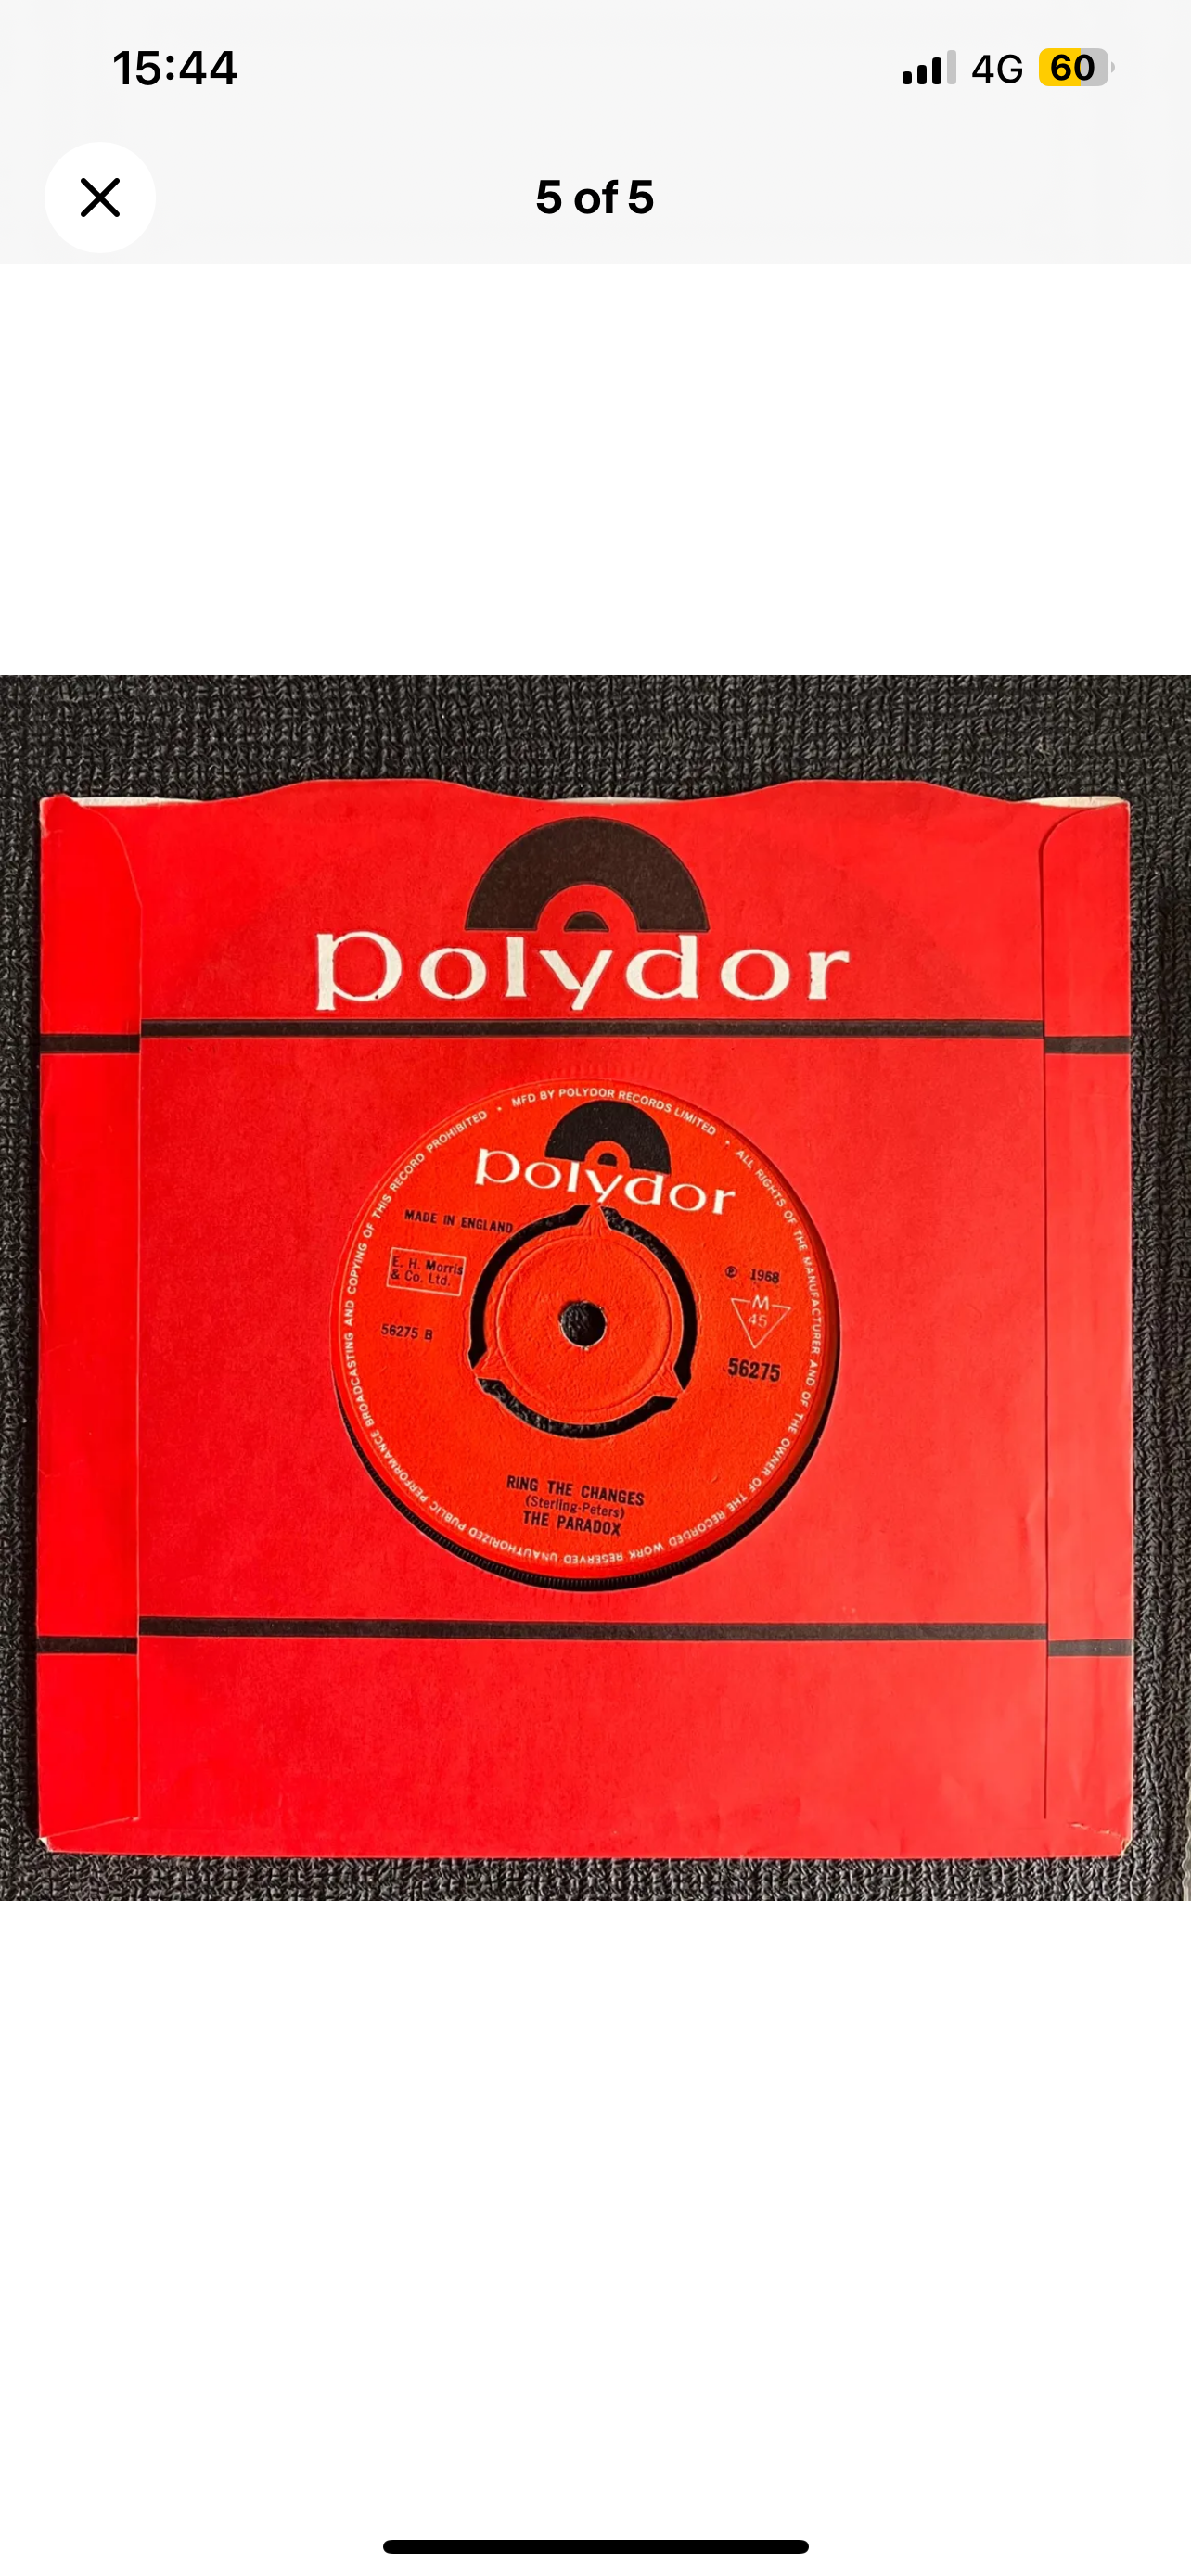 15:44
4G 60
5 of 5
polydor
MFD BY POLYDOR RECORDS LIMITED • ALL RIGHTS OF THE MANUFACTURER AND OF THE OWNER OF THE RECORDED WORK RESERVED UNAUTHORIZED PUBLIC PERFORMANCE BROADCASTING AND COPYING OF THIS RECORD PROHIBITED •
polydor
MADE IN ENGLAND
E. H. Morris
& Co. Ltd.
℗ 1968
M
45
56275 B
56275
RING THE CHANGES
(Sterling-Peters)
THE PARADOX